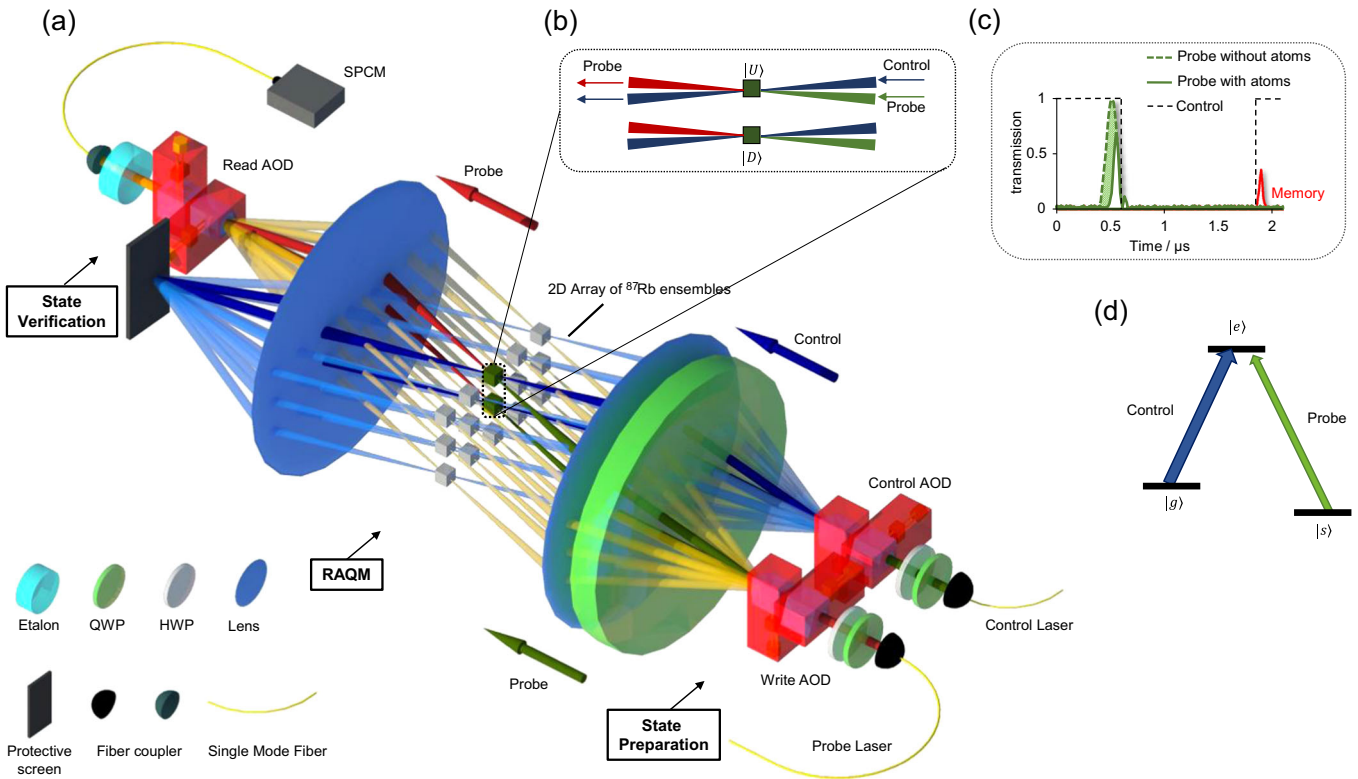 (a)
SPCM
Read AOD
Probe
State
Verification
2D Array of ⁸⁷Rb ensembles
Control
RAQM
Control AOD
Control Laser
Write AOD
Probe
State
Preparation
Probe Laser
Etalon
QWP
HWP
Lens
Protective
screen
Fiber coupler
Single Mode Fiber
(b)
Probe
|U⟩
Control
Probe
|D⟩
(c)
Probe without atoms
Probe with atoms
Control
transmission
1
0.5
0
Memory
0
0.5
1
1.5
2
Time / µs
(d)
|e⟩
Control
Probe
|g⟩
|s⟩